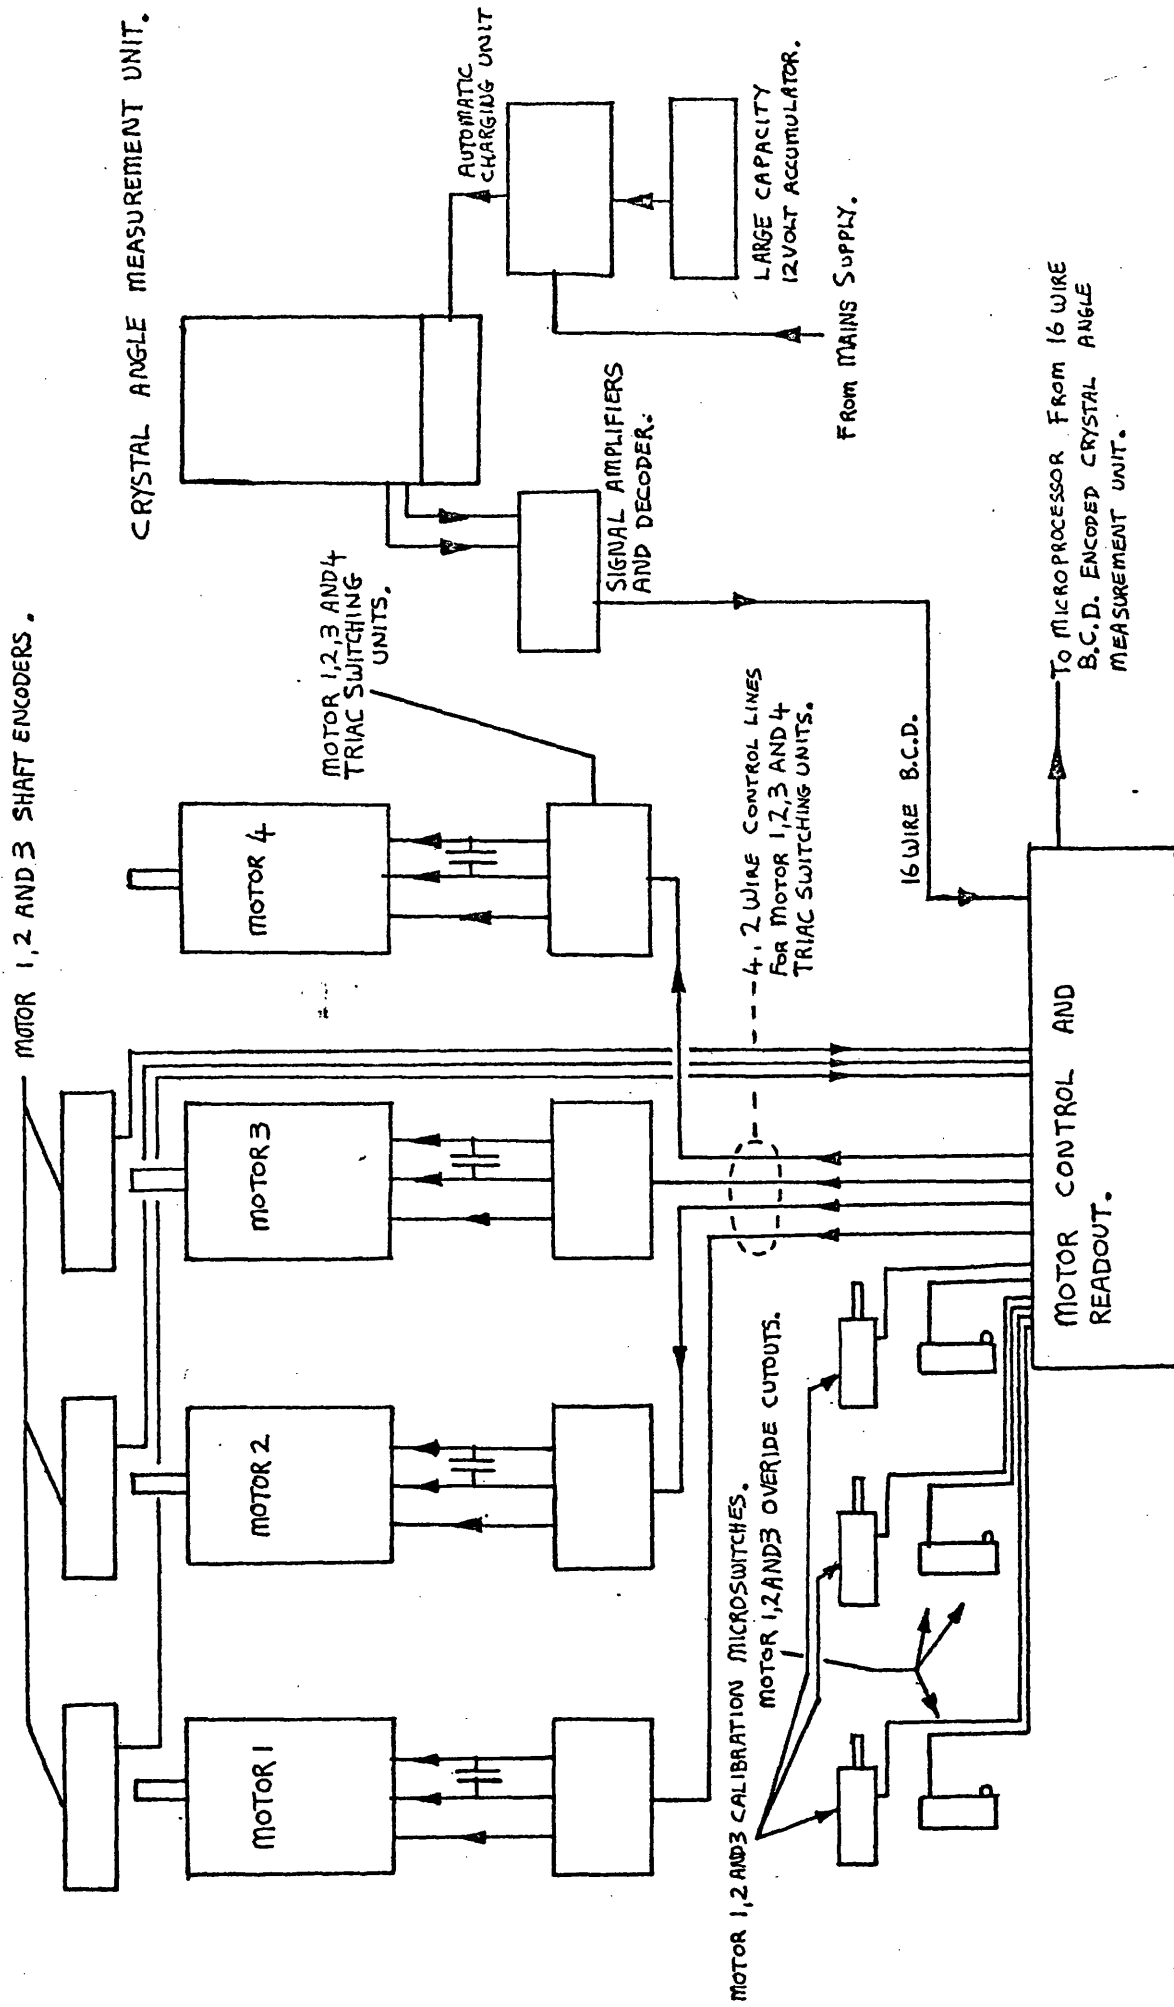 MOTOR 1,2 AND 3 SHAFT ENCODERS.
CRYSTAL ANGLE MEASUREMENT UNIT.
MOTOR 1
MOTOR 2
MOTOR 3
MOTOR 4
MOTOR 1,2,3 AND 4
TRIAC SWITCHING
UNITS.
AUTOMATIC
CHARGING UNIT
SIGNAL AMPLIFIERS
AND DECODER.
LARGE CAPACITY
12VOLT ACCUMULATOR.
FROM MAINS SUPPLY.
MOTOR 1,2 AND 3 CALIBRATION MICROSWITCHES.
MOTOR 1,2 AND 3 OVERIDE CUTOUTS.
4. 2 WIRE CONTROL LINES
FOR MOTOR 1,2,3 AND 4
TRIAC SWITCHING UNITS.
16 WIRE B.C.D.
MOTOR CONTROL AND
READOUT.
TO MICROPROCESSOR FROM 16 WIRE
B.C.D. ENCODED CRYSTAL ANGLE
MEASUREMENT UNIT.